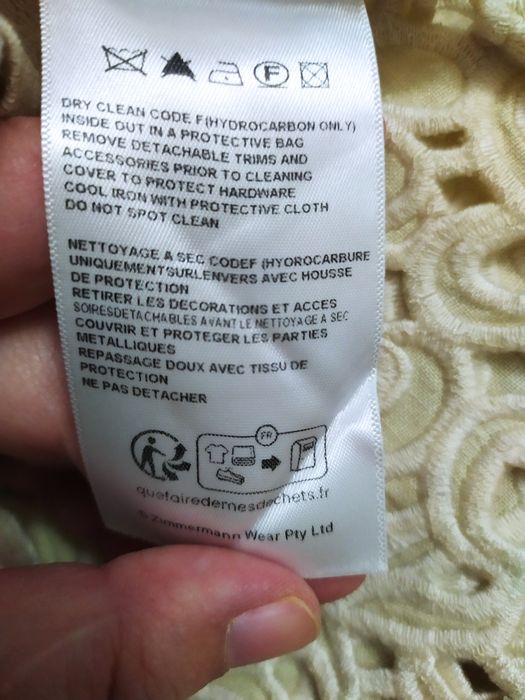 F
DRY CLEAN CODE F(HYDROCARBON ONLY)
INSIDE OUT IN A PROTECTIVE BAG
REMOVE DETACHABLE TRIMS AND
ACCESSORIES PRIOR TO CLEANING
COVER TO PROTECT HARDWARE
COOL IRON WITH PROTECTIVE CLOTH
DO NOT SPOT CLEAN
NETTOYAGE A SEC CODEF (HYOROCARBURE
UNIQUEMENTSURLENVERS AVEC HOUSSE
DE PROTECTION
RETIRER LES DECORATIONS ET ACCES
SOIRESDETACHABLES AVANT LE NETTOYAGE A SEC
COUVRIR ET PROTEGER LES PARTIES
METALLIQUES
REPASSAGE DOUX AVEC TISSU DE
PROTECTION
NE PAS DETACHER
FR
quefairedemesdechets.fr
© Zimmermann Wear Pty Ltd